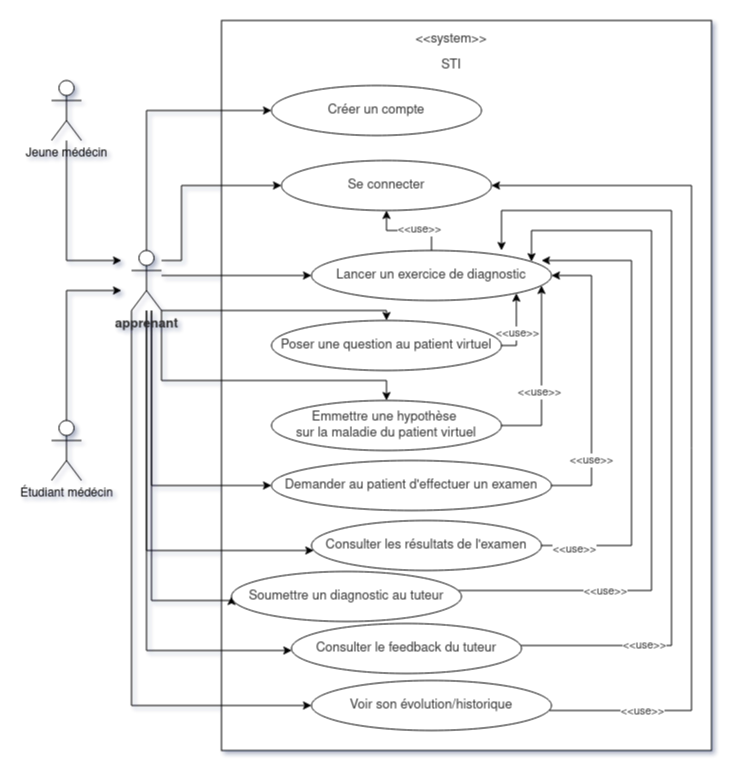 <<system>>
STI
Créer un compte
Jeune médécin
Se connecter
<<use>>
Lancer un exercice de diagnostic
apprenant
<<use>>
Poser une question au patient virtuel
<<use>>
Emmettre une hypothèse
sur la maladie du patient virtuel
<<use>>
Demander au patient d'effectuer un examen
Étudiant médécin
Consulter les résultats de l'examen
<<use>>
Soumettre un diagnostic au tuteur
<<use>>
Consulter le feedback du tuteur
<<use>>
Voir son évolution/historique
<<use>>